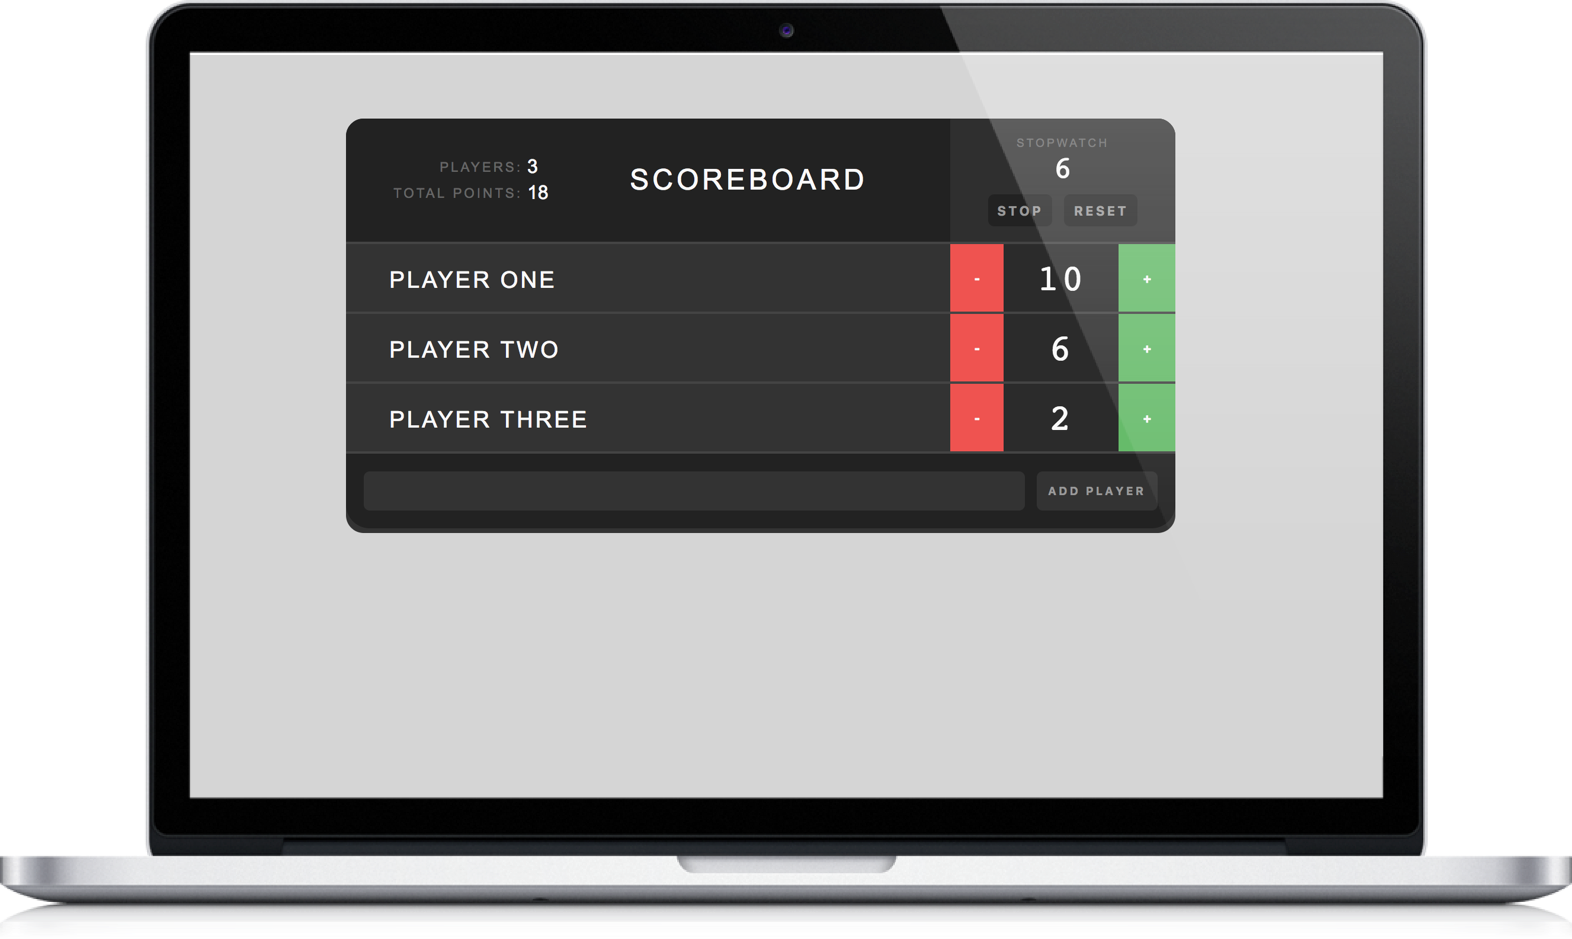 PLAYERS: 3
TOTAL POINTS: 18
SCOREBOARD
STOPWATCH
6
STOP RESET
PLAYER ONE - 10 +
PLAYER TWO - 6 +
PLAYER THREE - 2 +
ADD PLAYER